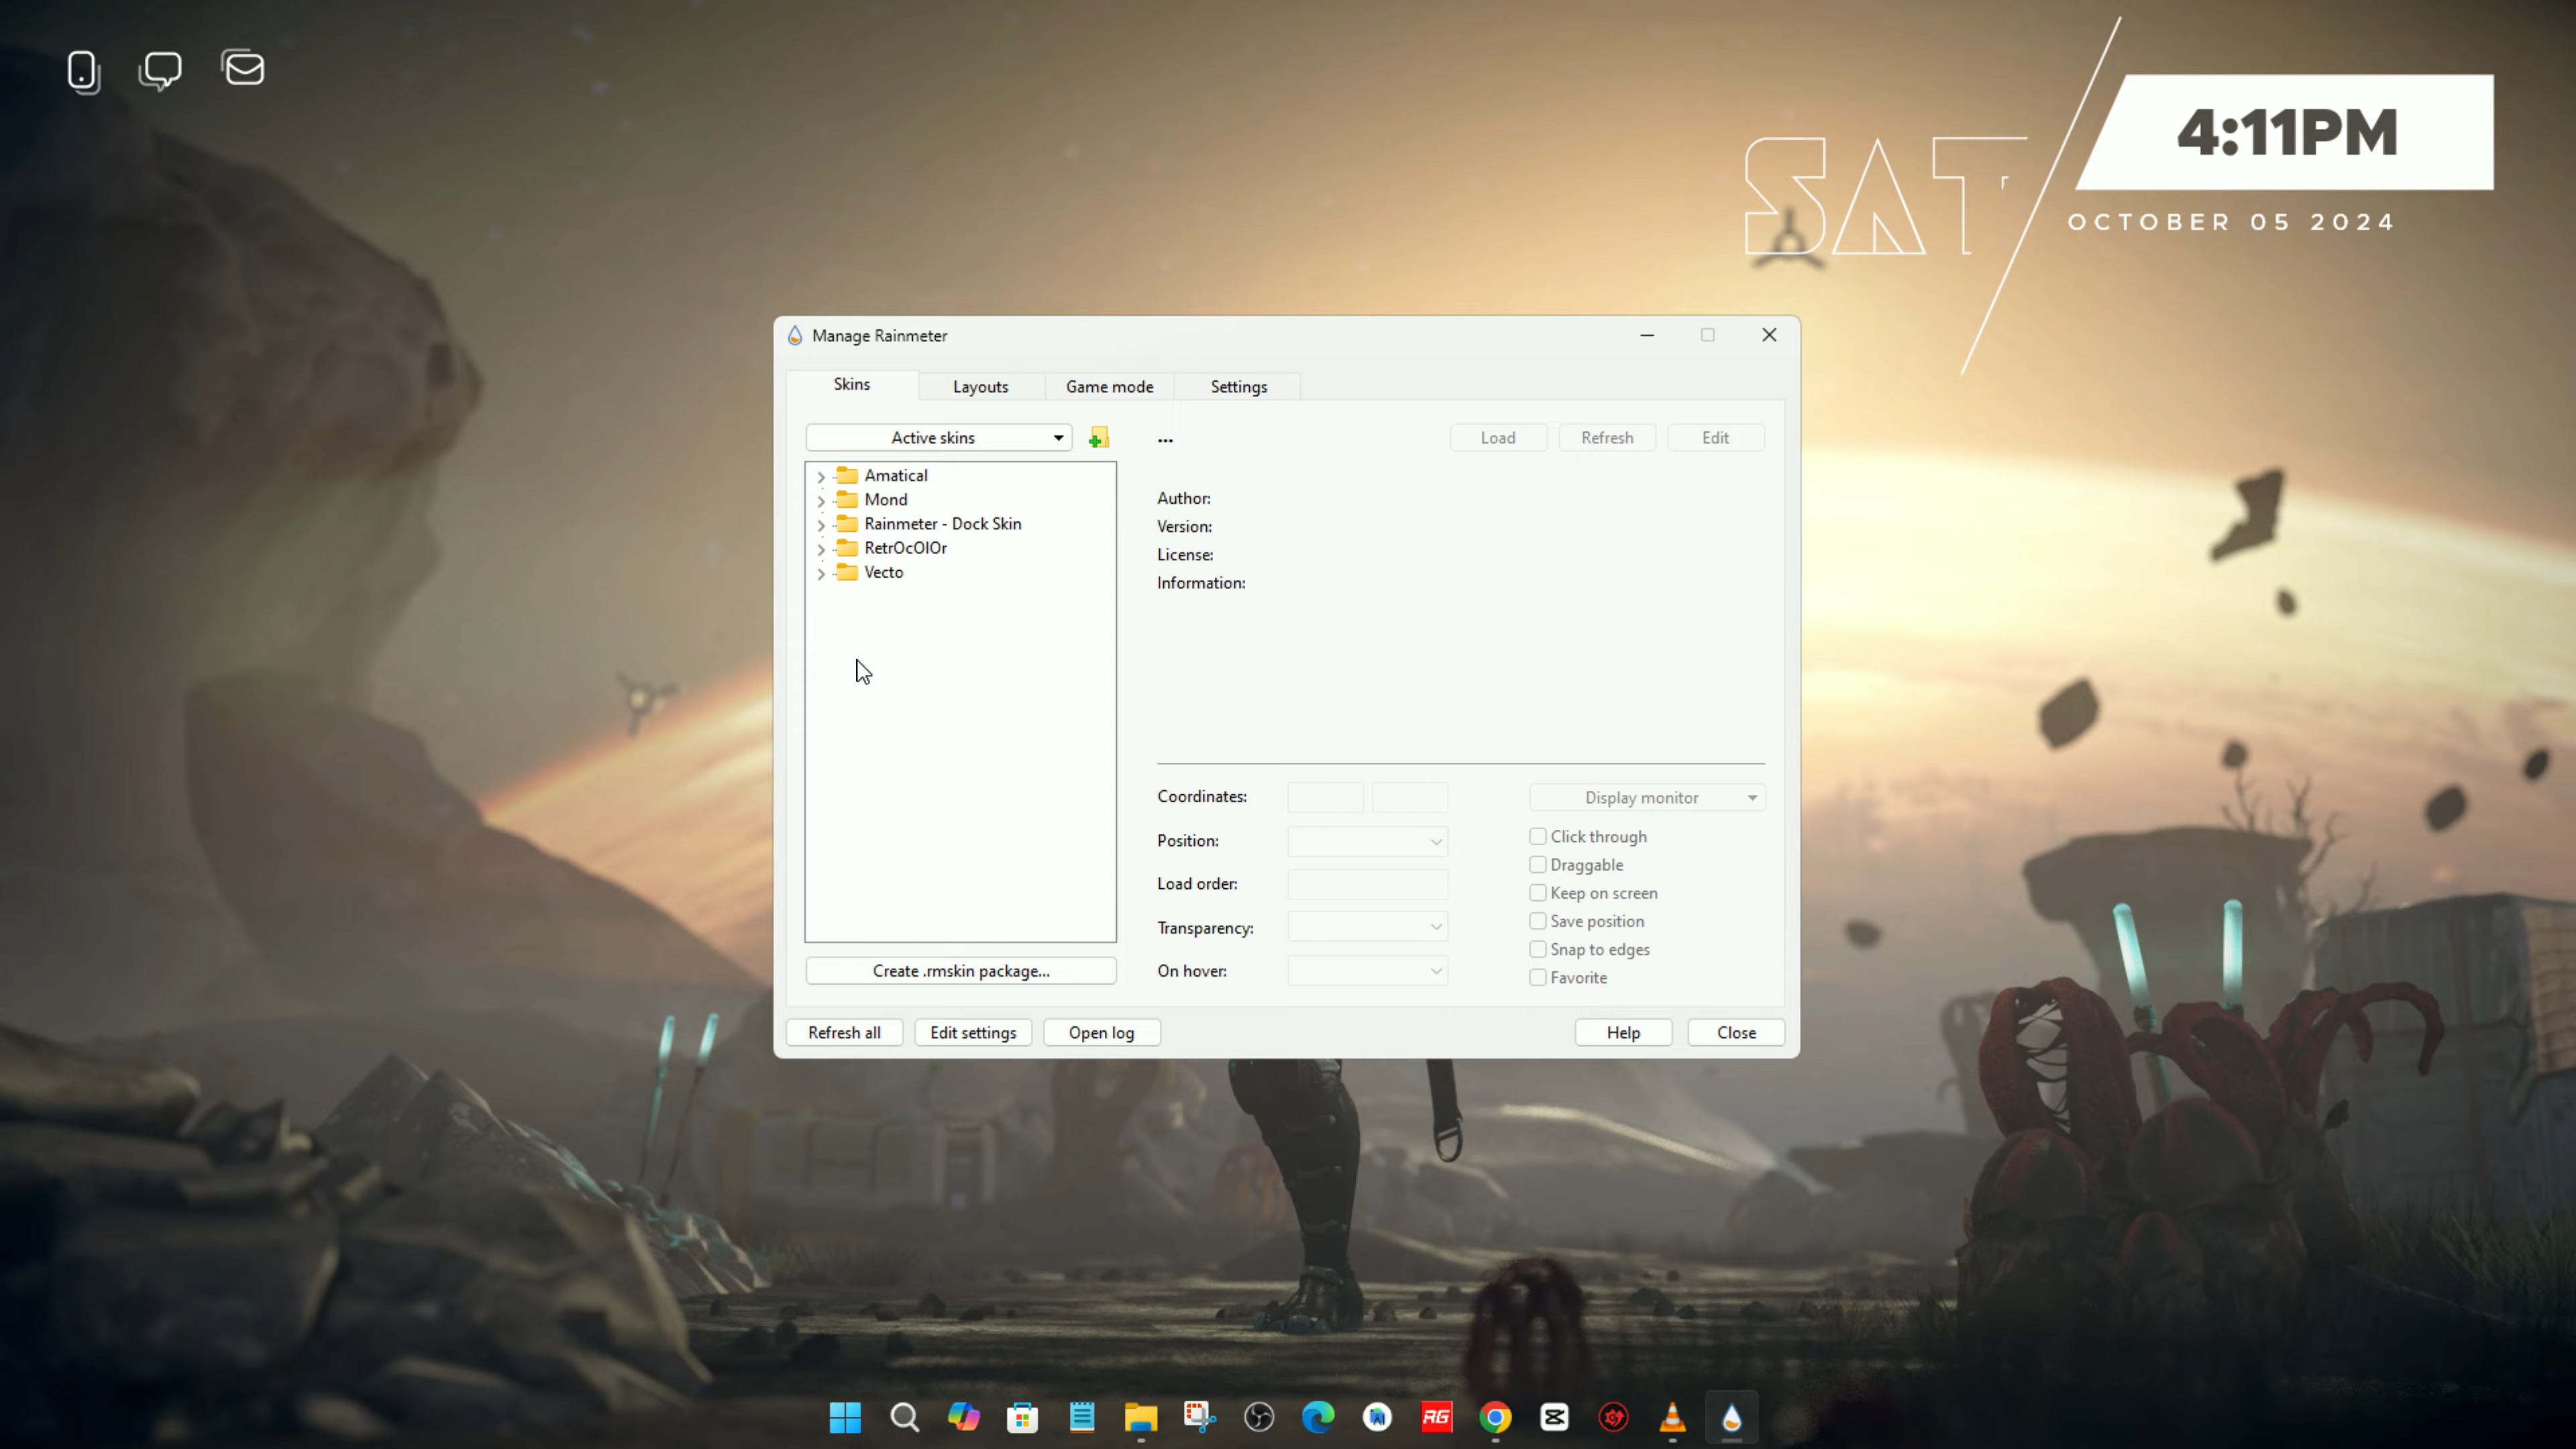 SAT
4:11PM
OCTOBER 05 2024
Manage Rainmeter
Skins
Layouts
Game mode
Settings
Active skins
...
Load
Refresh
Edit
Amatical
Mond
Rainmeter - Dock Skin
RetrOcOlOr
Vecto
Author:
Version:
License:
Information:
Coordinates:
Display monitor
Position:
Click through
Draggable
Load order:
Keep on screen
Transparency:
Save position
Snap to edges
On hover:
Favorite
Create .rmskin package...
Refresh all
Edit settings
Open log
Help
Close
RG